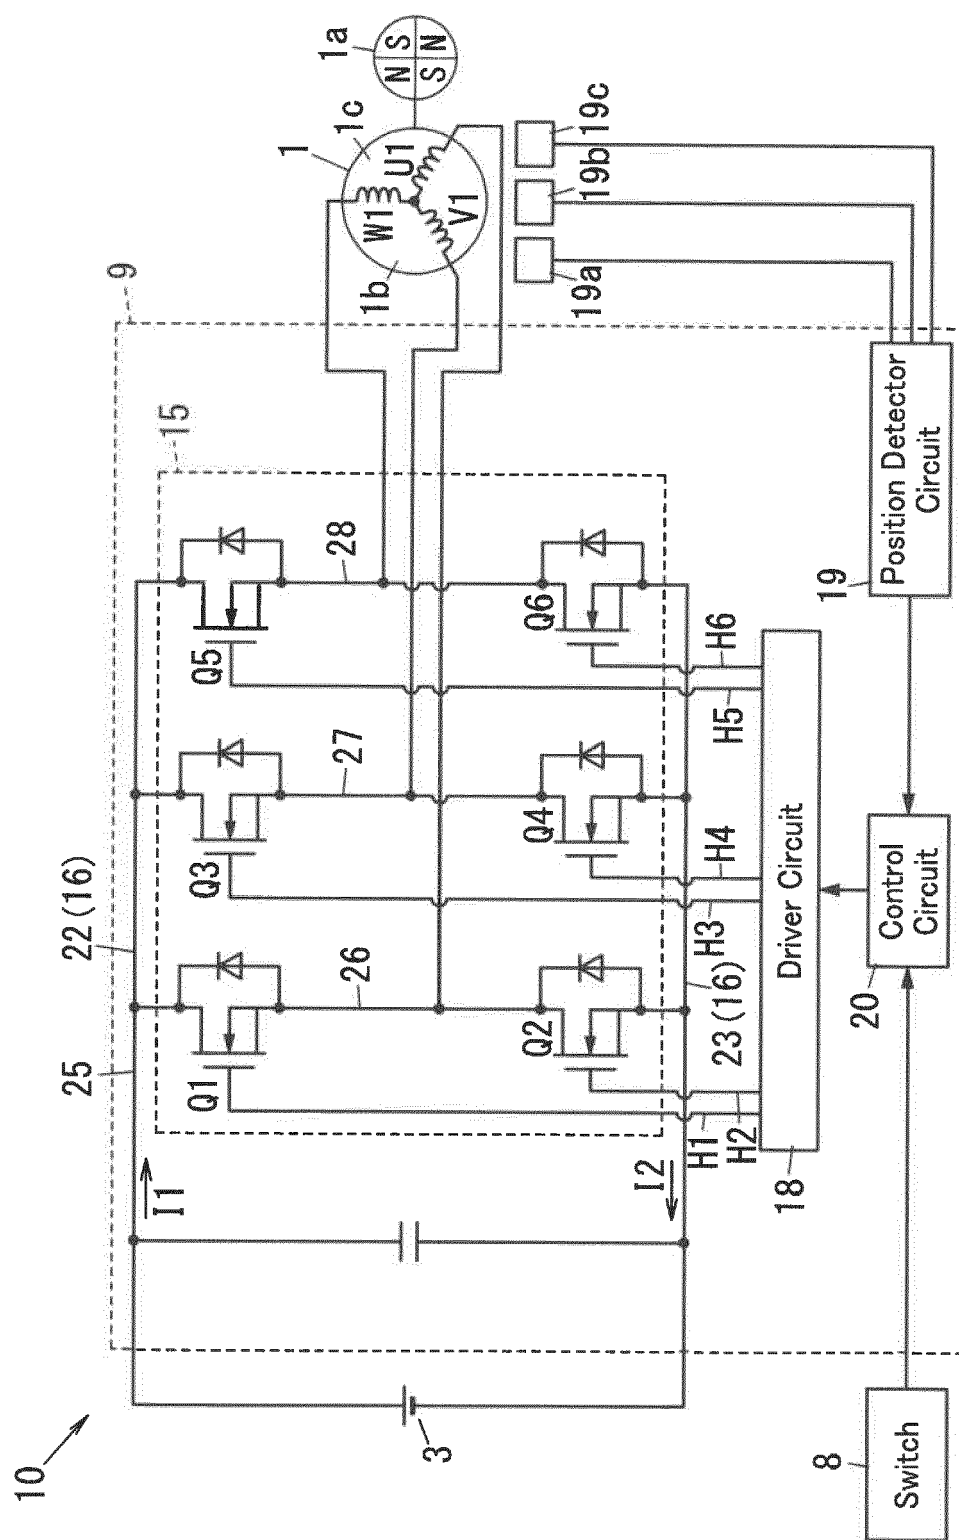 10
3
25
22(16)
I1
I2
9
15
Q1
Q3
Q5
26
27
28
Q2
Q4
Q6
H1
H2
H3
H4
H5
H6
23(16)
18
Driver Circuit
1
1a
N
S
S
N
1b
1c
W1
U1
V1
19a
19b
19c
8
Switch
20
Control
Circuit
19
Position Detector
Circuit